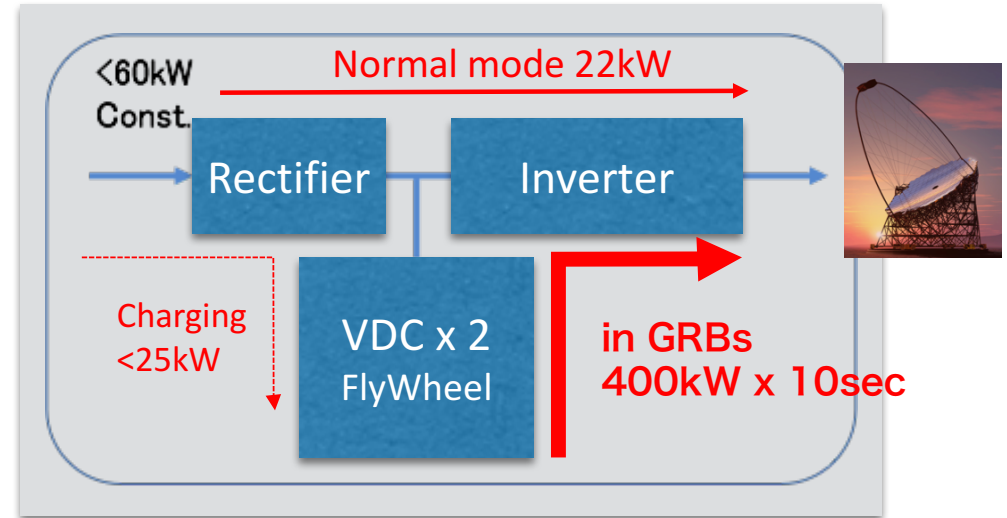 <60kW
Const.
Normal mode 22kW
Rectifier
Inverter
Charging
<25kW
VDC x 2
FlyWheel
in GRBs
400kW x 10sec